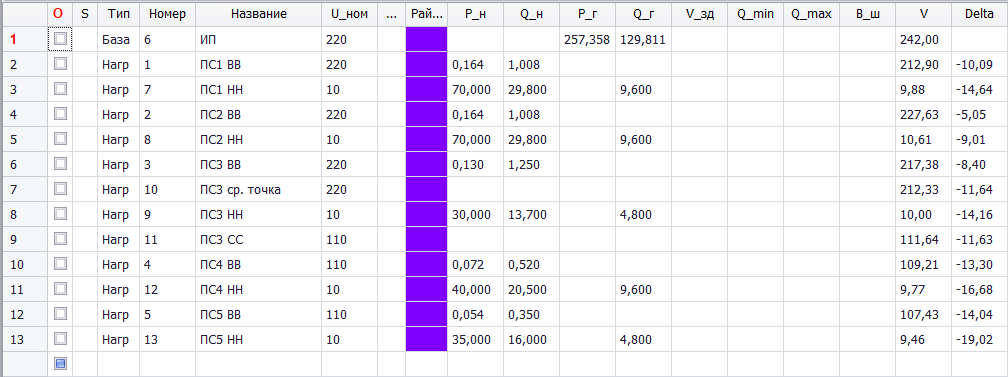 O S Тип Номер Название U_ном ... Рай... P_н Q_н P_г Q_г V_зд Q_min Q_max B_ш V Delta
1 База 6 ИП 220 257,358 129,811 242,00
2 Нагр 1 ПС1 ВВ 220 0,164 1,008 212,90 -10,09
3 Нагр 7 ПС1 НН 10 70,000 29,800 9,600 9,88 -14,64
4 Нагр 2 ПС2 ВВ 220 0,164 1,008 227,63 -5,05
5 Нагр 8 ПС2 НН 10 70,000 29,800 9,600 10,61 -9,01
6 Нагр 3 ПС3 ВВ 220 0,130 1,250 217,38 -8,40
7 Нагр 10 ПС3 ср. точка 220 212,33 -11,64
8 Нагр 9 ПС3 НН 10 30,000 13,700 4,800 10,00 -14,16
9 Нагр 11 ПС3 СС 110 111,64 -11,63
10 Нагр 4 ПС4 ВВ 110 0,072 0,520 109,21 -13,30
11 Нагр 12 ПС4 НН 10 40,000 20,500 9,600 9,77 -16,68
12 Нагр 5 ПС5 ВВ 110 0,054 0,350 107,43 -14,04
13 Нагр 13 ПС5 НН 10 35,000 16,000 4,800 9,46 -19,02